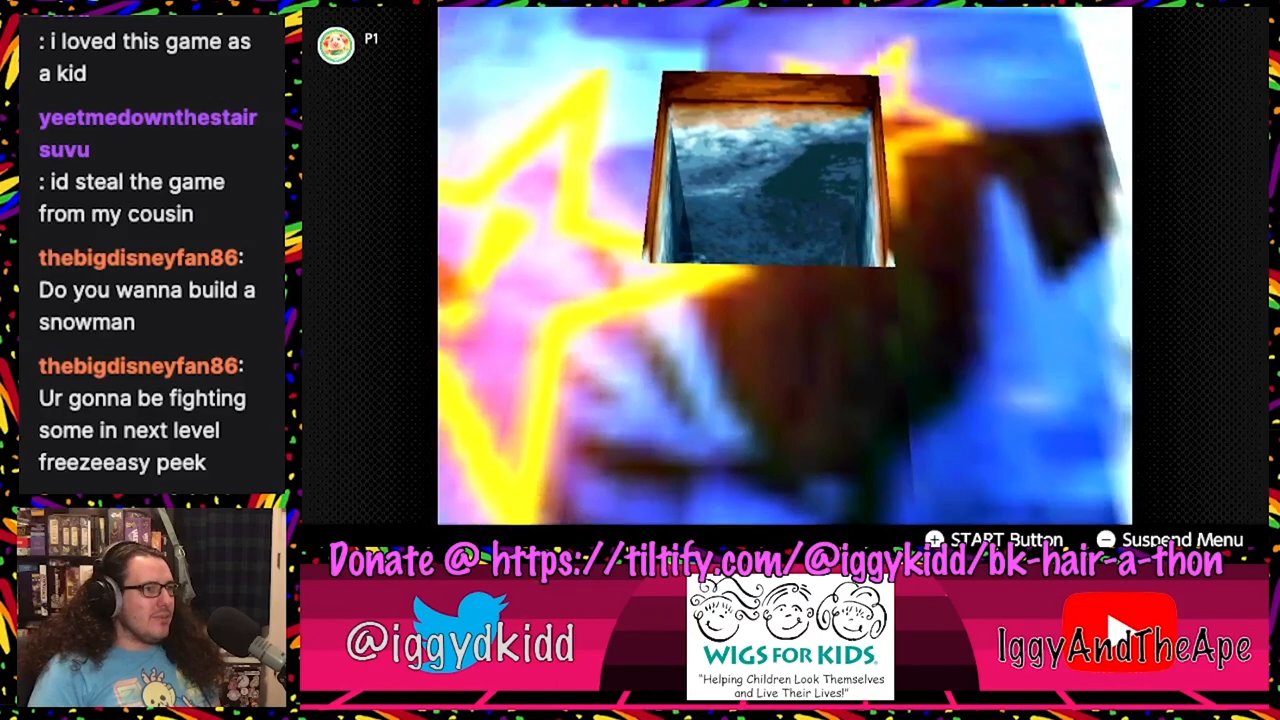 : i loved this game as
a kid
yeetmedownthestair
suvu
: id steal the game
from my cousin
thebigdisneyfan86:
Do you wanna build a
snowman
thebigdisneyfan86:
Ur gonna be fighting
some in next level
freezeeasy peek
P1
START Button
Suspend Menu
Donate @ https://tiltify.com/@iggykidd/bk-hair-a-thon
@iggydkidd
WIGS FOR KIDS.
"Helping Children Look Themselves
and Live Their Lives!"
IggyAndTheApe